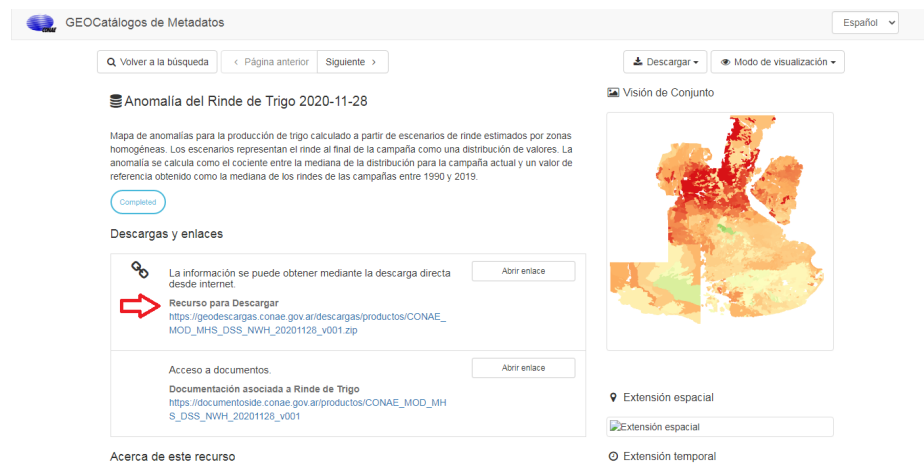 CONAE
GEOCatálogos de Metadatos
Español
Volver a la búsqueda
Página anterior
Siguiente
Descargar
Modo de visualización
Anomalía del Rinde de Trigo 2020-11-28
Mapa de anomalías para la producción de trigo calculado a partir de escenarios de rinde estimados por zonas
homogéneas. Los escenarios representan el rinde al final de la campaña como una distribución de valores. La
anomalía se calcula como el cociente entre la mediana de la distribución para la campaña actual y un valor de
referencia obtenido como la mediana de los rindes de las campañas entre 1990 y 2019.
Completed
Descargas y enlaces
La información se puede obtener mediante la descarga directa
desde internet.
Abrir enlace
Recurso para Descargar
https://geodescargas.conae.gov.ar/descargas/productos/CONAE_
MOD_MHS_DSS_NWH_20201128_v001.zip
Acceso a documentos.
Abrir enlace
Documentación asociada a Rinde de Trigo
https://documentoside.conae.gov.ar/productos/CONAE_MOD_MH
S_DSS_NWH_20201128_v001
Acerca de este recurso
Visión de Conjunto
Extensión espacial
Extensión espacial
Extensión temporal